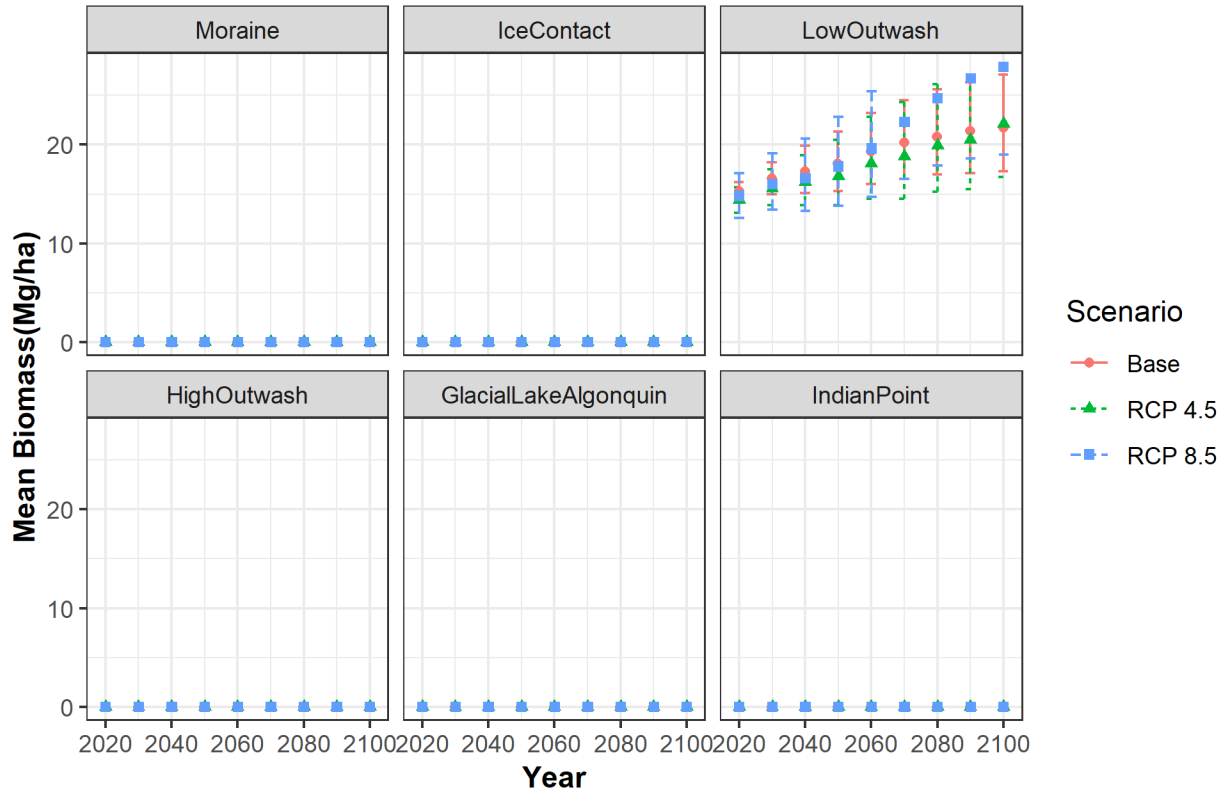 Moraine IceContact LowOutwash
20
10
0
HighOutwash GlacialLakeAlgonquin IndianPoint
20
10
0
2020 2040 2060 2080 2100 2020 2040 2060 2080 2100 2020 2040 2060 2080 2100
Year
Mean Biomass(Mg/ha)
Scenario
Base
RCP 4.5
RCP 8.5